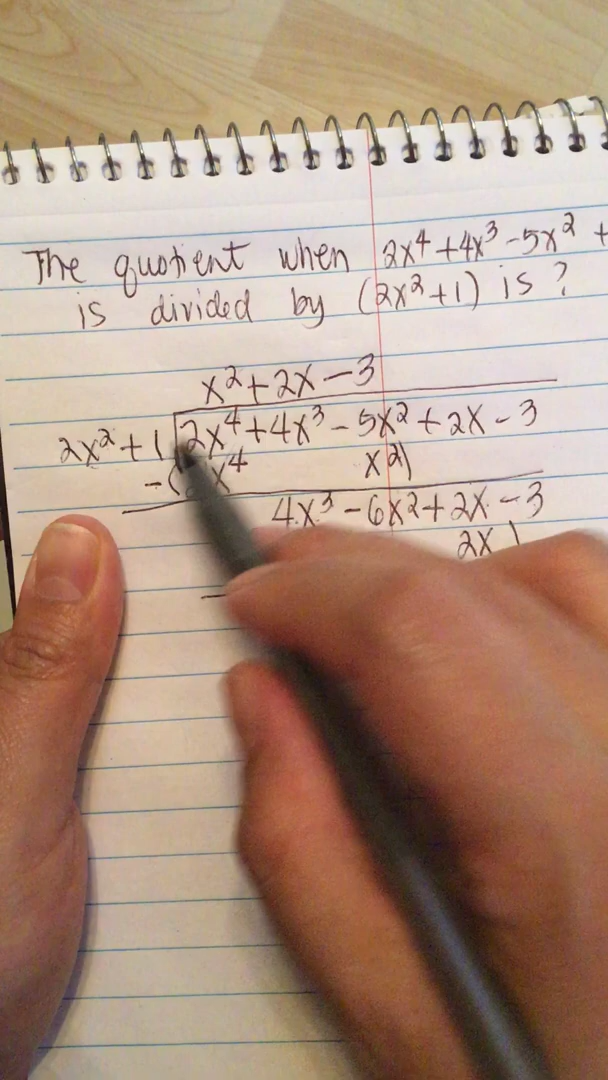 The quotient when 2x⁴ + 4x³ - 5x² +
is divided by (2x² + 1) is ?
x² + 2x - 3
2x² + 1 2x⁴ + 4x³ - 5x² + 2x - 3
-( 2x⁴ x²)
4x³ - 6x² + 2x - 3
2x )